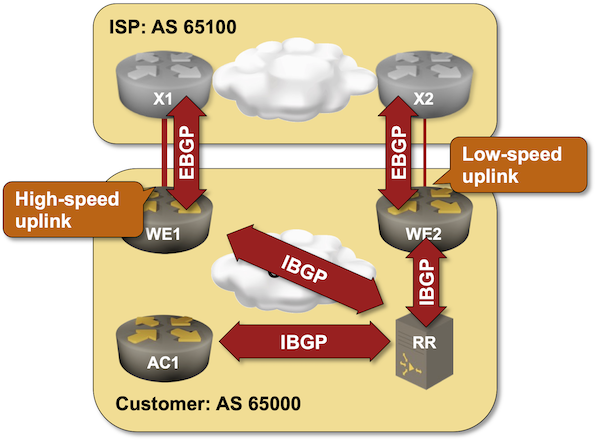 ISP: AS 65100
X1
X2
EBGP
EBGP
High-speed
uplink
Low-speed
uplink
WE1
WE2
IBGP
IBGP
AC1
IBGP
RR
Customer: AS 65000